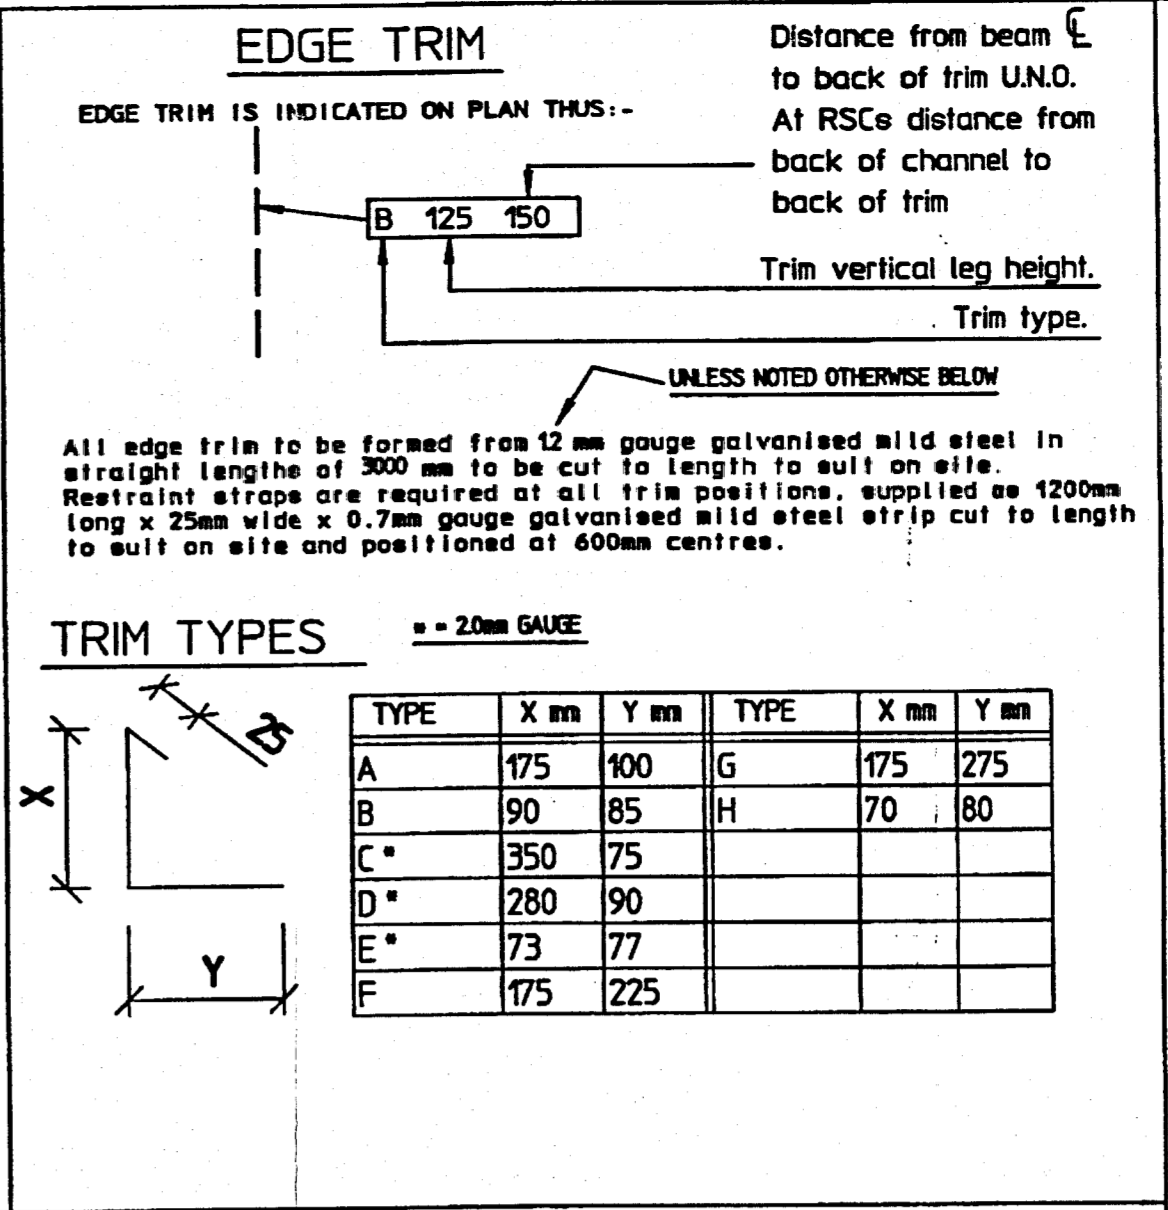 EDGE TRIM
EDGE TRIM IS INDICATED ON PLAN THUS:-
Distance from beam ℄
to back of trim U.N.O.
At RSCs distance from
back of channel to
back of trim
B 125 150
Trim vertical leg height.
Trim type.
UNLESS NOTED OTHERWISE BELOW
All edge trim to be formed from 12 mm gauge galvanised mild steel in
straight lengths of 3000 mm to be cut to length to suit on site.
Restraint straps are required at all trim positions, supplied as 1200mm
long x 25mm wide x 0.7mm gauge galvanised mild steel strip cut to length
to suit on site and positioned at 600mm centres.
TRIM TYPES
* = 2.0mm GAUGE
25
X
Y
TYPE X mm Y mm TYPE X mm Y mm
A 175 100 G 175 275
B 90 85 H 70 80
C * 350 75
D * 280 90
E * 73 77
F 175 225